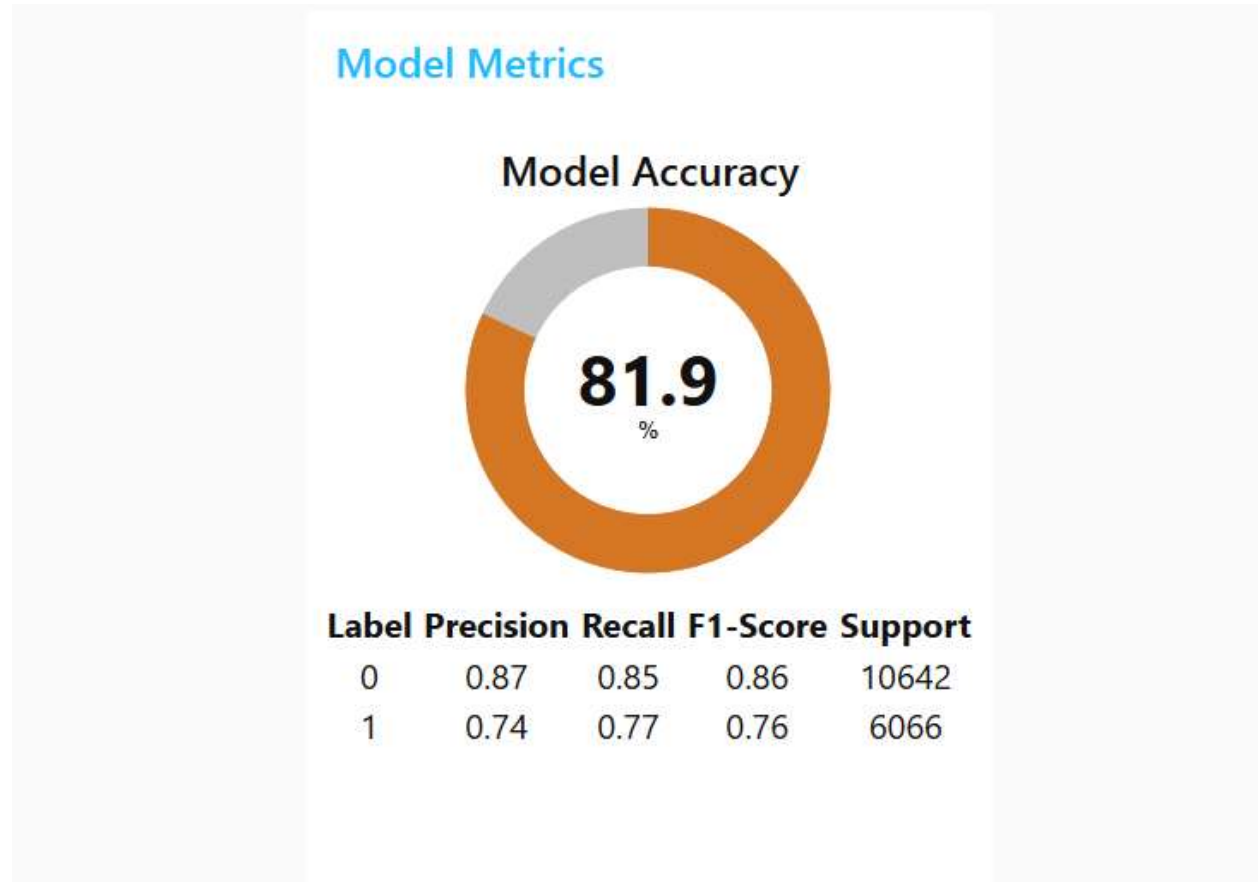 Model Metrics
Model Accuracy
81.9
%
Label Precision Recall F1-Score Support
0 0.87 0.85 0.86 10642
1 0.74 0.77 0.76 6066